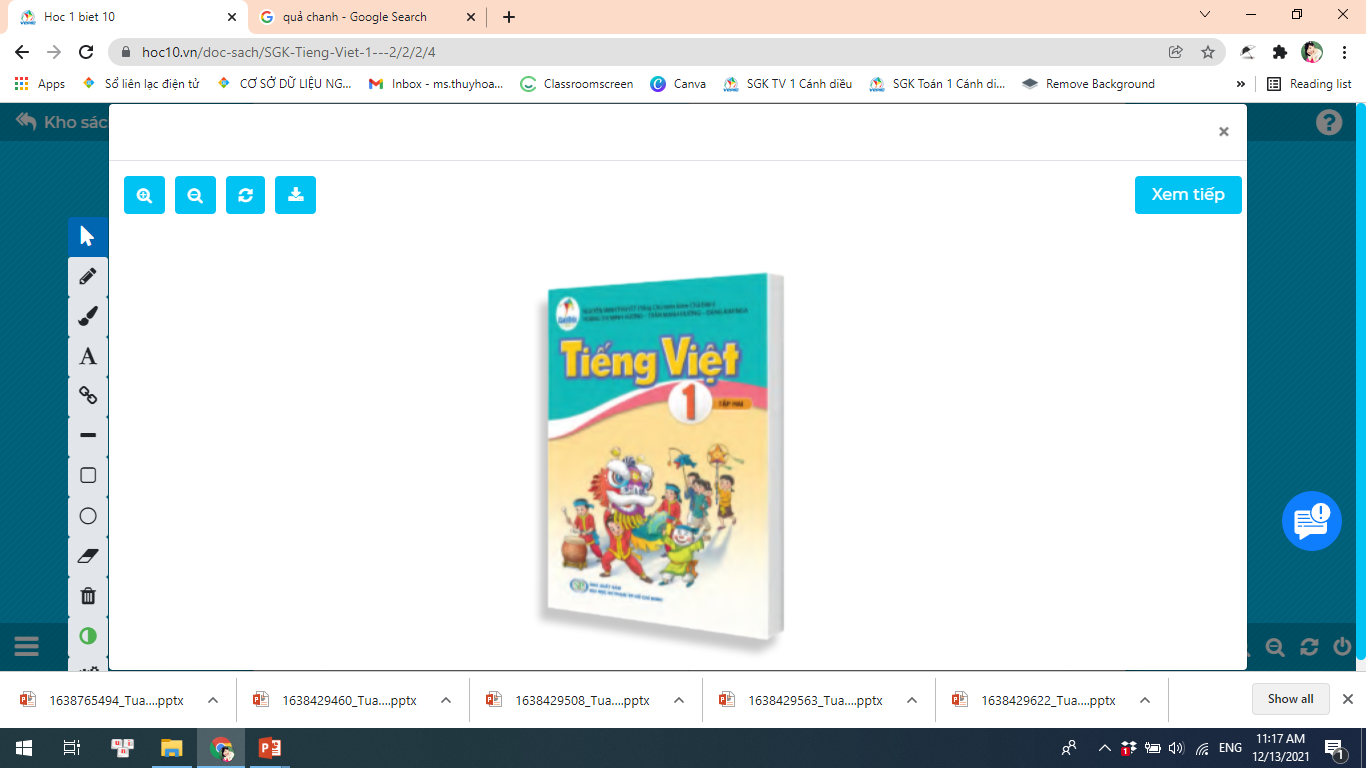 Hoc 1 biet 10
quả chanh - Google Search
hoc10.vn/doc-sach/SGK-Tieng-Viet-1---2/2/2/4
Apps
Sổ liên lạc điện tử
CƠ SỞ DỮ LIỆU NG...
Inbox - ms.thuyhoa...
Classroomscreen
Canva
SGK TV 1 Cánh diều
SGK Toán 1 Cánh di...
Remove Background
Reading list
Kho sác
Xem tiếp
Tiếng Việt
1
TẬP HAI
1638765494_Tua....pptx
1638429460_Tua....pptx
1638429508_Tua....pptx
1638429563_Tua....pptx
1638429622_Tua....pptx
Show all
ENG
11:17 AM
12/13/2021